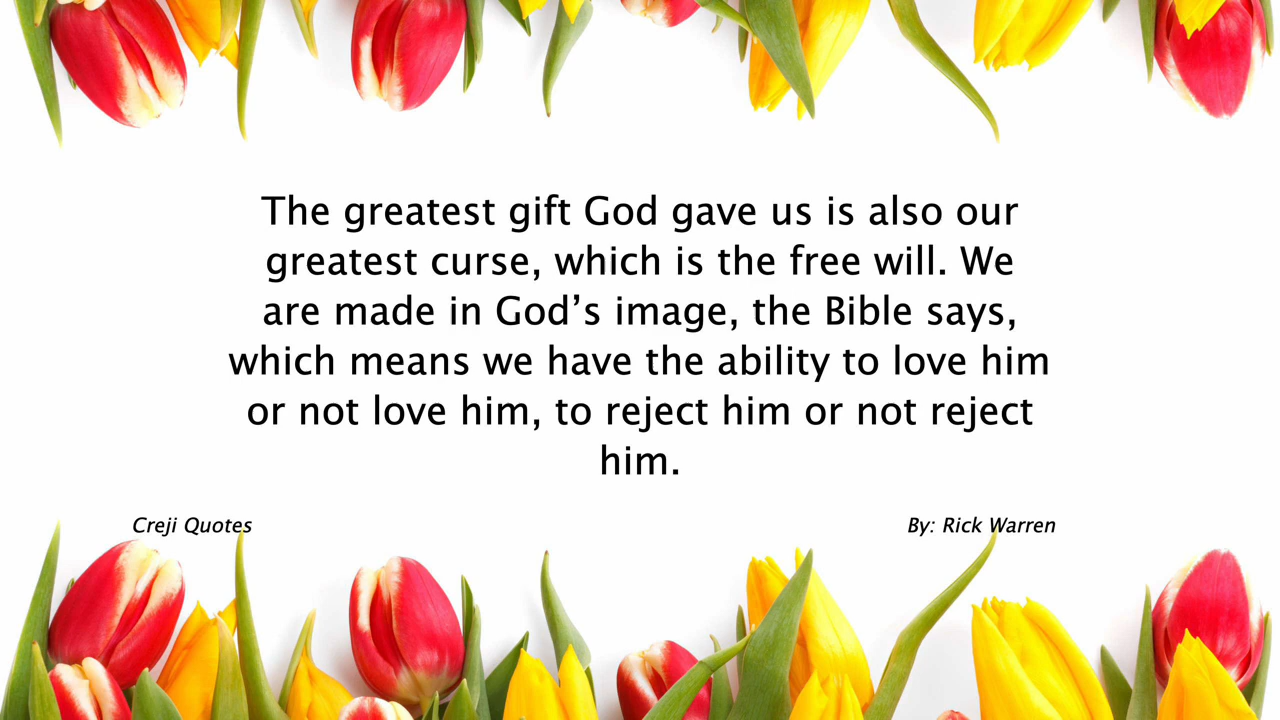 The greatest gift God gave us is also our
greatest curse, which is the free will. We
are made in God’s image, the Bible says,
which means we have the ability to love him
or not love him, to reject him or not reject
him.
Creji Quotes
By: Rick Warren